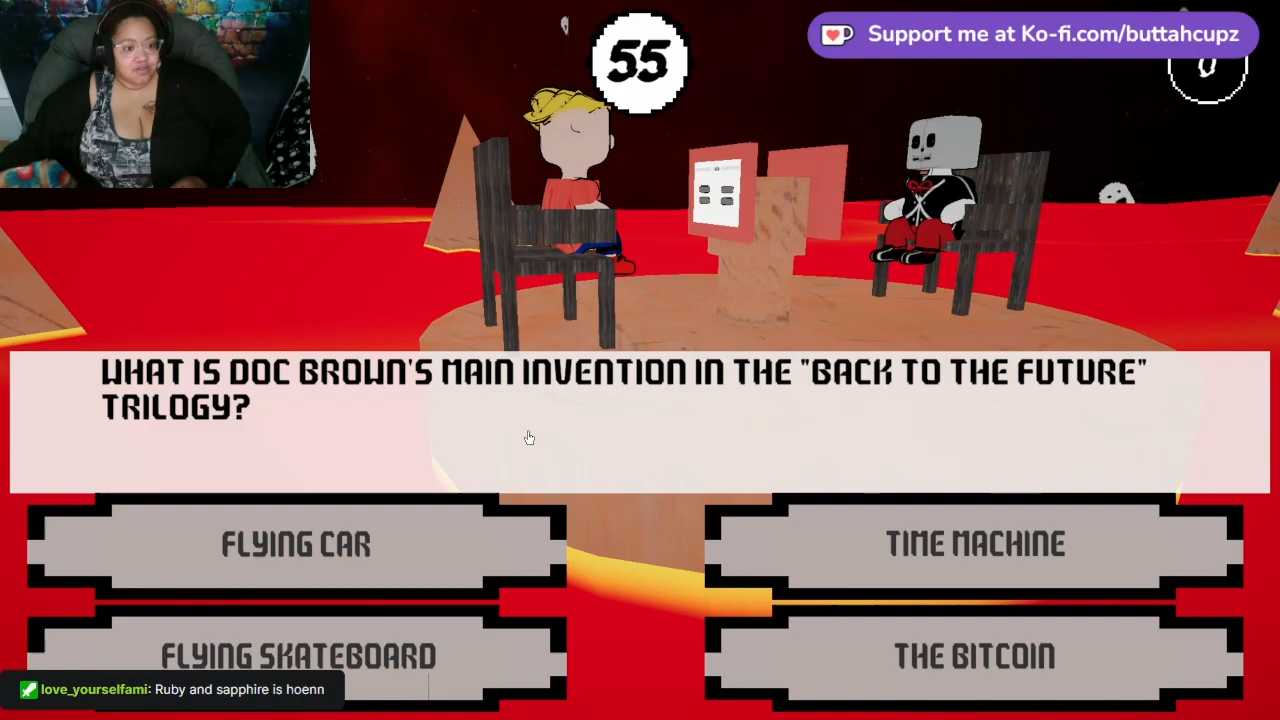 55
Support me at Ko-fi.com/buttahcupz
0
WHAT IS DOC BROWN'S MAIN INVENTION IN THE "BACK TO THE FUTURE"
TRILOGY?
FLYING CAR
TIME MACHINE
FLYING SKATEBOARD
THE BITCOIN
love_yourselfami: Ruby and sapphire is hoenn